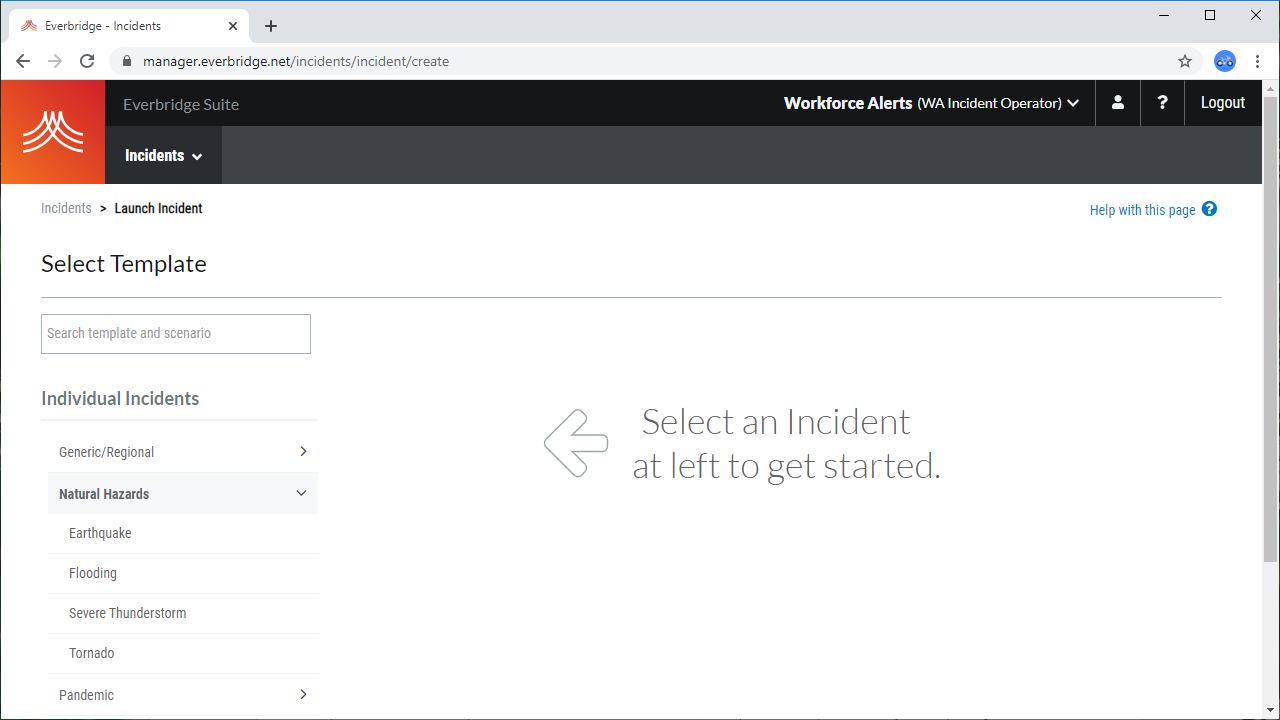 Everbridge - Incidents
manager.everbridge.net/incidents/incident/create
Everbridge Suite
Workforce Alerts (WA Incident Operator)
?
Logout
Incidents
Incidents > Launch Incident
Help with this page ?
Select Template
Search template and scenario
Individual Incidents
Generic/Regional
Natural Hazards
Earthquake
Flooding
Severe Thunderstorm
Tornado
Pandemic
Select an Incident
at left to get started.